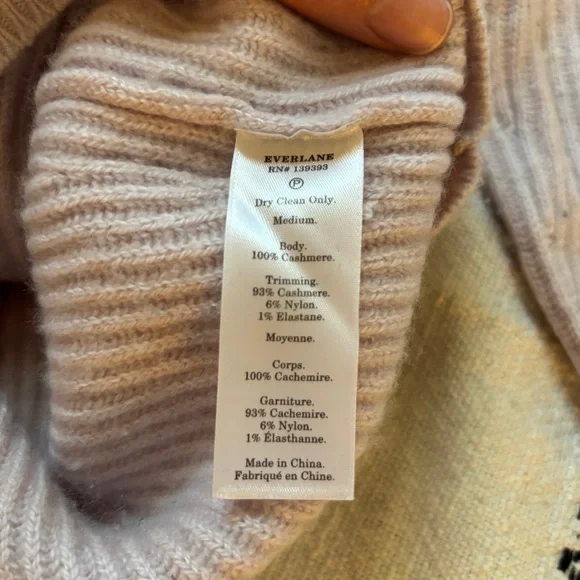 EVERLANE
RN# 139393
P
Dry Clean Only.
Medium.
Body.
100% Cashmere.
Trimming.
93% Cashmere.
6% Nylon.
1% Elastane.
Moyenne.
Corps.
100% Cachemire.
Garniture.
93% Cachemire.
6% Nylon.
1% Élasthanne.
Made in China.
Fabriqué en Chine.